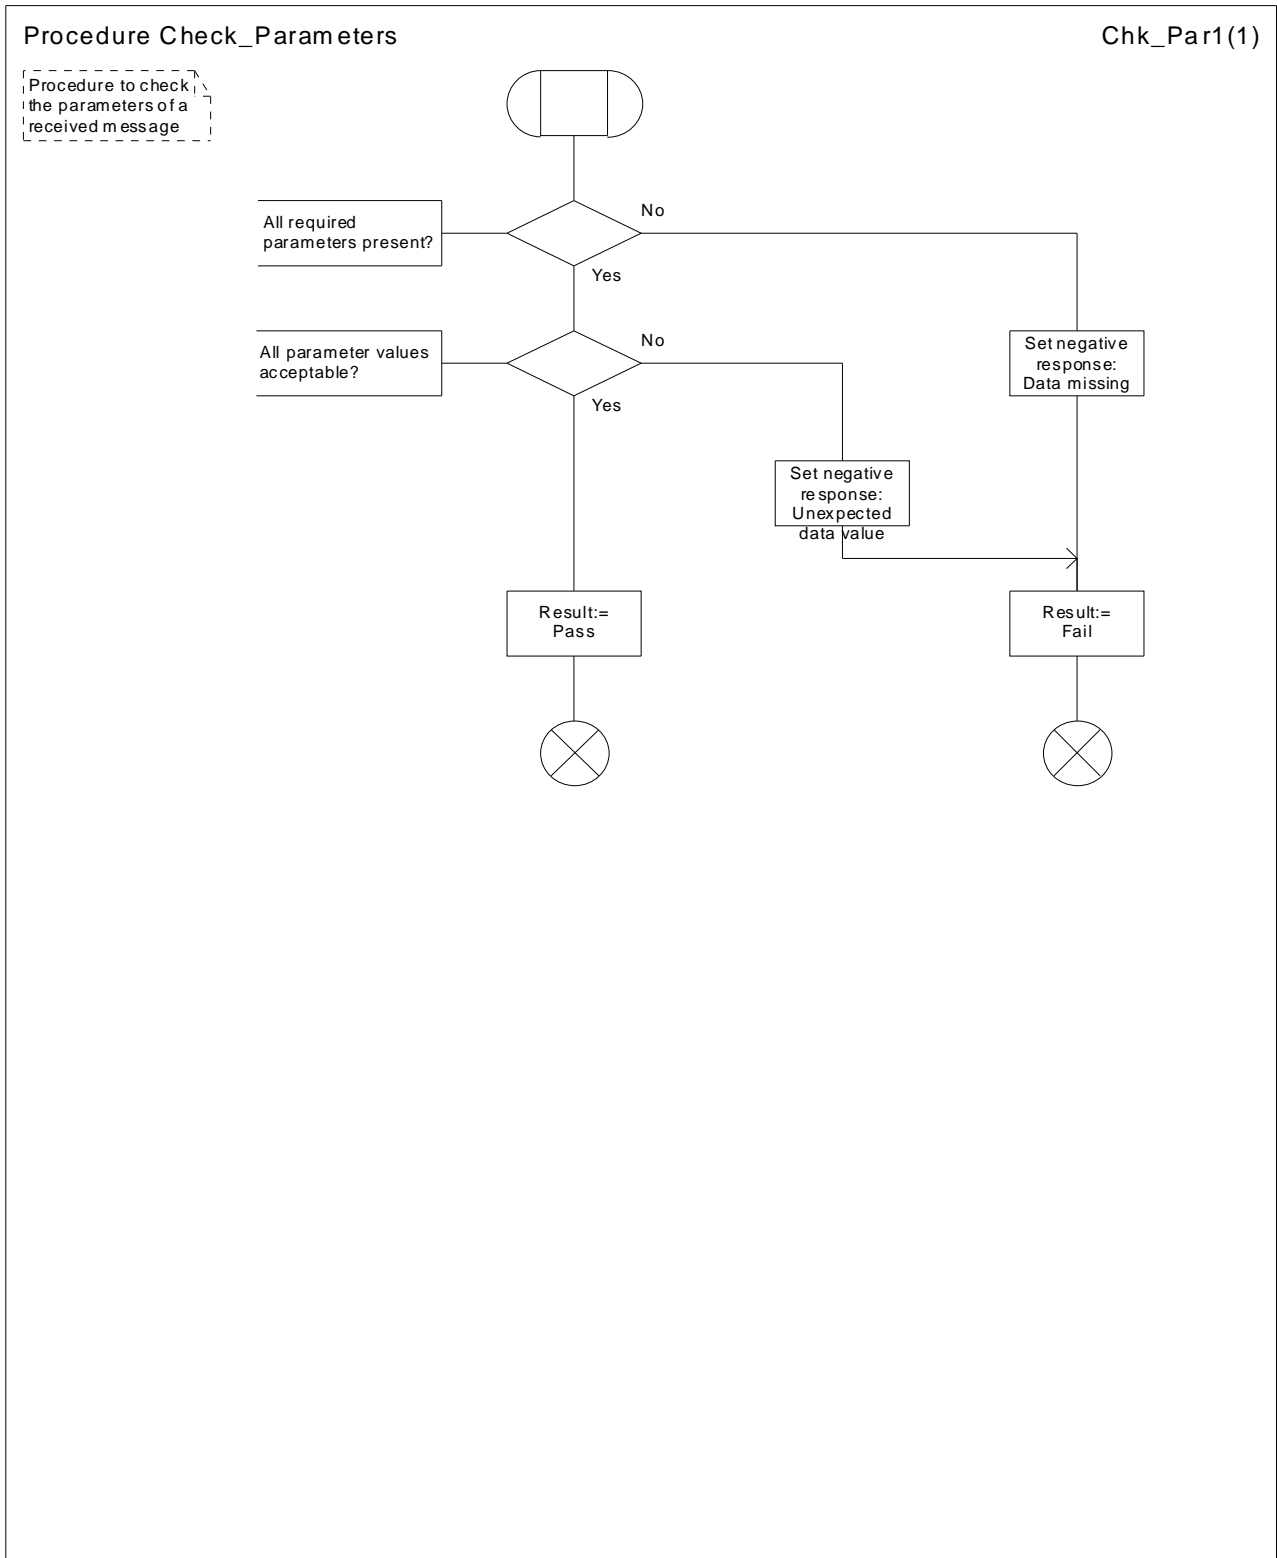 Procedure Check_Parameters
Chk_Par1(1)
Procedure to check
the parameters of a
received message
All required
parameters present?
No
Yes
All parameter values
acceptable?
No
Yes
Set negative
response:
Data missing
Set negative
response:
Unexpected
data value
Result:=
Pass
Result:=
Fail